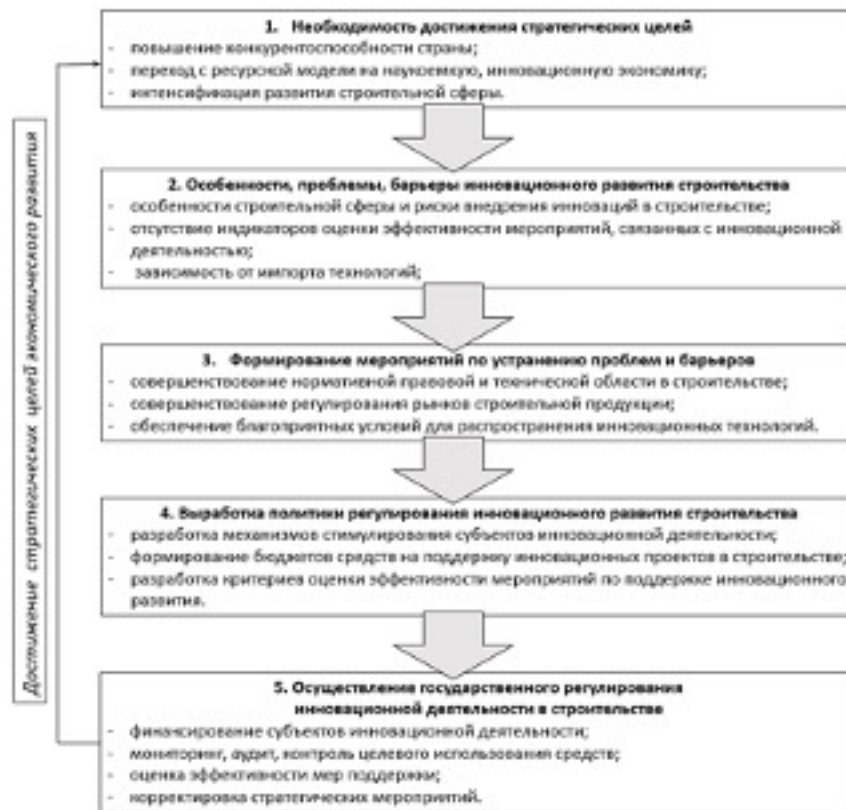 1. Необходимость достижения стратегических целей
- повышение конкурентоспособности страны;
- переход с ресурсной модели на наукоемкую, инновационную экономику;
- интенсификация развития строительной сферы.
2. Особенности, проблемы, барьеры инновационного развития строительства
- особенности строительной сферы и риски внедрения инноваций в строительстве;
- отсутствие индикаторов оценки эффективности мероприятий, связанных с инновационной
деятельностью;
- зависимость от импорта технологий;
3. Формирование мероприятий по устранению проблем и барьеров
- совершенствование нормативной правовой и технической области в строительстве;
- совершенствование регулирования рынков строительной продукции;
- обеспечение благоприятных условий для распространения инновационных технологий.
4. Выработка политики регулирования инновационного развития строительства
- разработка механизмов стимулирования субъектов инновационной деятельности;
- формирование бюджетов средств на поддержку инновационных проектов в строительстве;
- разработка критериев оценки эффективности мероприятий по поддержке инновационного
развития.
5. Осуществление государственного регулирования
инновационной деятельности в строительстве
- финансирование субъектов инновационной деятельности;
- мониторинг, аудит, контроль целевого использования средств;
- оценка эффективности мер поддержки;
- корректировка стратегических мероприятий.
Достижение стратегических целей экономического развития